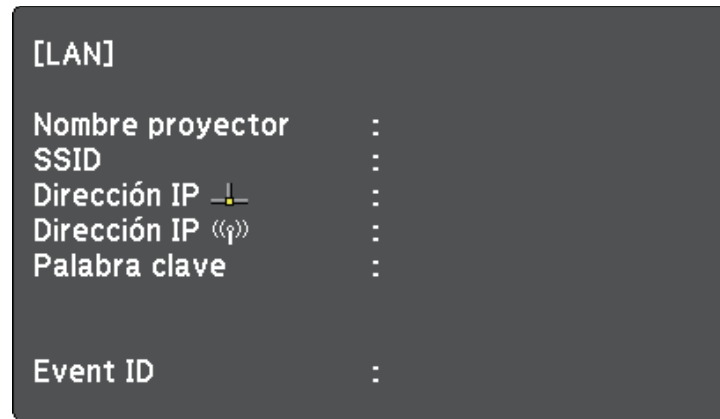 [LAN]
Nombre proyector :
SSID :
Dirección IP :
Dirección IP :
Palabra clave :
Event ID :